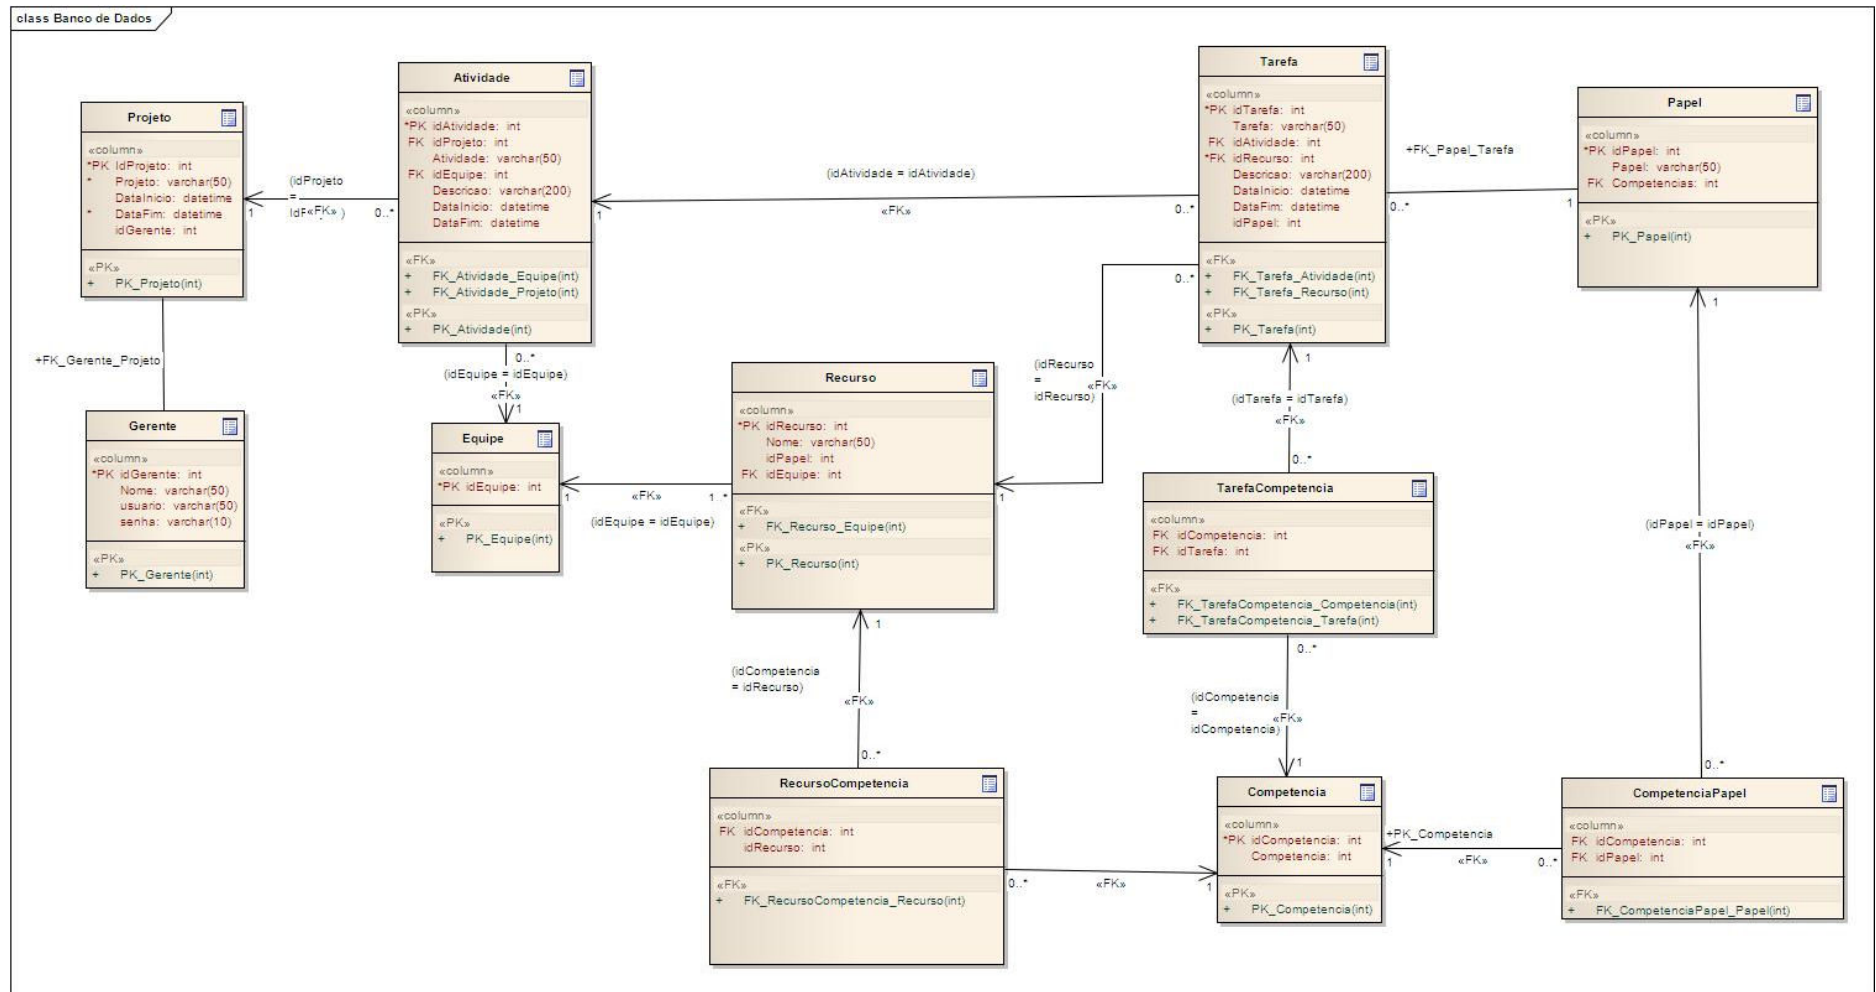 class Banco de Dados
Projeto
«column»
*PK IdProjeto: int
* Projeto: varchar(50)
DataInicio: datetime
* DataFim: datetime
idGerente: int
«PK»
+ PK_Projeto(int)
(idProjeto
=
«FK»
1
0..*
Atividade
«column»
*PK idAtividade: int
FK idProjeto: int
Atividade: varchar(50)
FK idEquipe: int
Descricao: varchar(200)
DataInicio: datetime
DataFim: datetime
«FK»
+ FK_Atividade_Equipe(int)
+ FK_Atividade_Projeto(int)
«PK»
+ PK_Atividade(int)
(idAtividade = idAtividade)
1
«FK»
0..*
Tarefa
«column»
*PK idTarefa: int
Tarefa: varchar(50)
FK idAtividade: int
*FK idRecurso: int
Descricao: varchar(200)
DataInicio: datetime
DataFim: datetime
idPapel: int
«FK»
+ FK_Tarefa_Atividade(int)
+ FK_Tarefa_Recurso(int)
«PK»
+ PK_Tarefa(int)
+FK_Papel_Tarefa
0..*
1
Papel
«column»
*PK idPapel: int
Papel: varchar(50)
FK Competencias: int
«PK»
+ PK_Papel(int)
+FK_Gerente_Projeto
Gerente
«column»
*PK idGerente: int
Nome: varchar(50)
usuario: varchar(50)
senha: varchar(10)
«PK»
+ PK_Gerente(int)
0..*
(idEquipe = idEquipe)
«FK»
1
Equipe
«column»
*PK idEquipe: int
«PK»
+ PK_Equipe(int)
1
«FK»
1..*
(idEquipe = idEquipe)
Recurso
«column»
*PK idRecurso: int
Nome: varchar(50)
idPapel: int
FK idEquipe: int
«FK»
+ FK_Recurso_Equipe(int)
«PK»
+ PK_Recurso(int)
0..*
(idRecurso
=
idRecurso)
«FK»
1
1
(idTarefa = idTarefa)
«FK»
0..*
TarefaCompetencia
«column»
FK idCompetencia: int
FK idTarefa: int
«FK»
+ FK_TarefaCompetencia_Competencia(int)
+ FK_TarefaCompetencia_Tarefa(int)
1
(idPapel = idPapel)
«FK»
0..*
1
(idCompetencia
= idRecurso)
«FK»
0..*
0..*
(idCompetencia
=
idCompetencia)
«FK»
1
RecursoCompetencia
«column»
FK idCompetencia: int
idRecurso: int
«FK»
+ FK_RecursoCompetencia_Recurso(int)
0..*
«FK»
1
Competencia
«column»
*PK idCompetencia: int
Competencia: int
«PK»
+ PK_Competencia(int)
+PK_Competencia
1
«FK»
0..*
CompetenciaPapel
«column»
FK idCompetencia: int
FK idPapel: int
«FK»
+ FK_CompetenciaPapel_Papel(int)